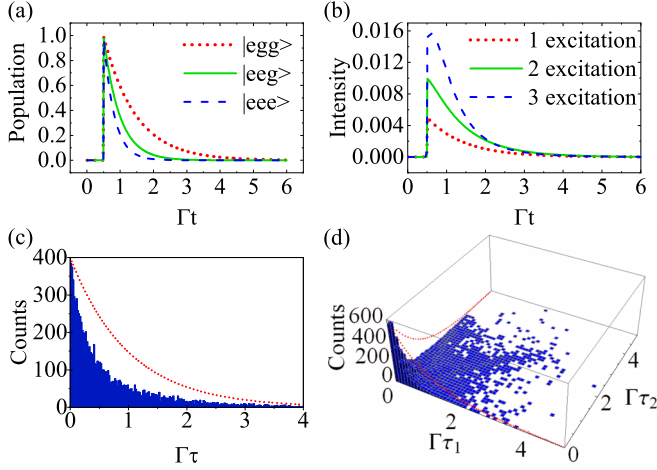 (a)
Population
1.0
0.8
0.6
0.4
0.2
0.0
|egg>
|eeg>
|eee>
0 1 2 3 4 5 6
Γt
(b)
Intensity
0.016
0.012
0.008
0.004
0.000
1 excitation
2 excitation
3 excitation
0 1 2 3 4 5 6
Γt
(c)
Counts
400
300
200
100
0
0 1 2 3 4
Γτ
(d)
Counts
600
400
200
0
0
2
4
Γτ1
0
2
4
Γτ2